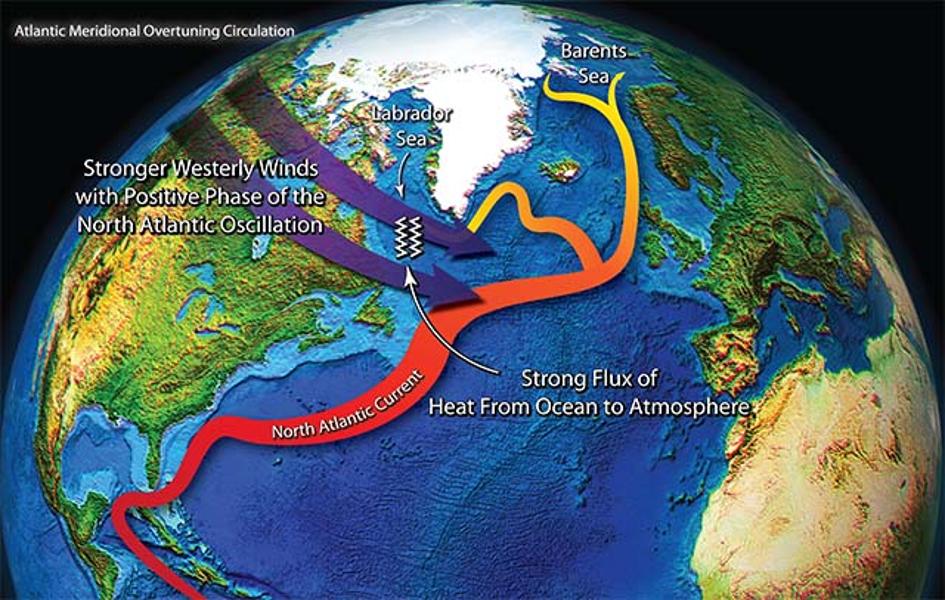 Atlantic Meridional Overtuning Circulation
Barents
Sea
Labrador
Sea
Stronger Westerly Winds
with Positive Phase of the
North Atlantic Oscillation
Strong Flux of
Heat From Ocean to Atmosphere
North Atlantic Current